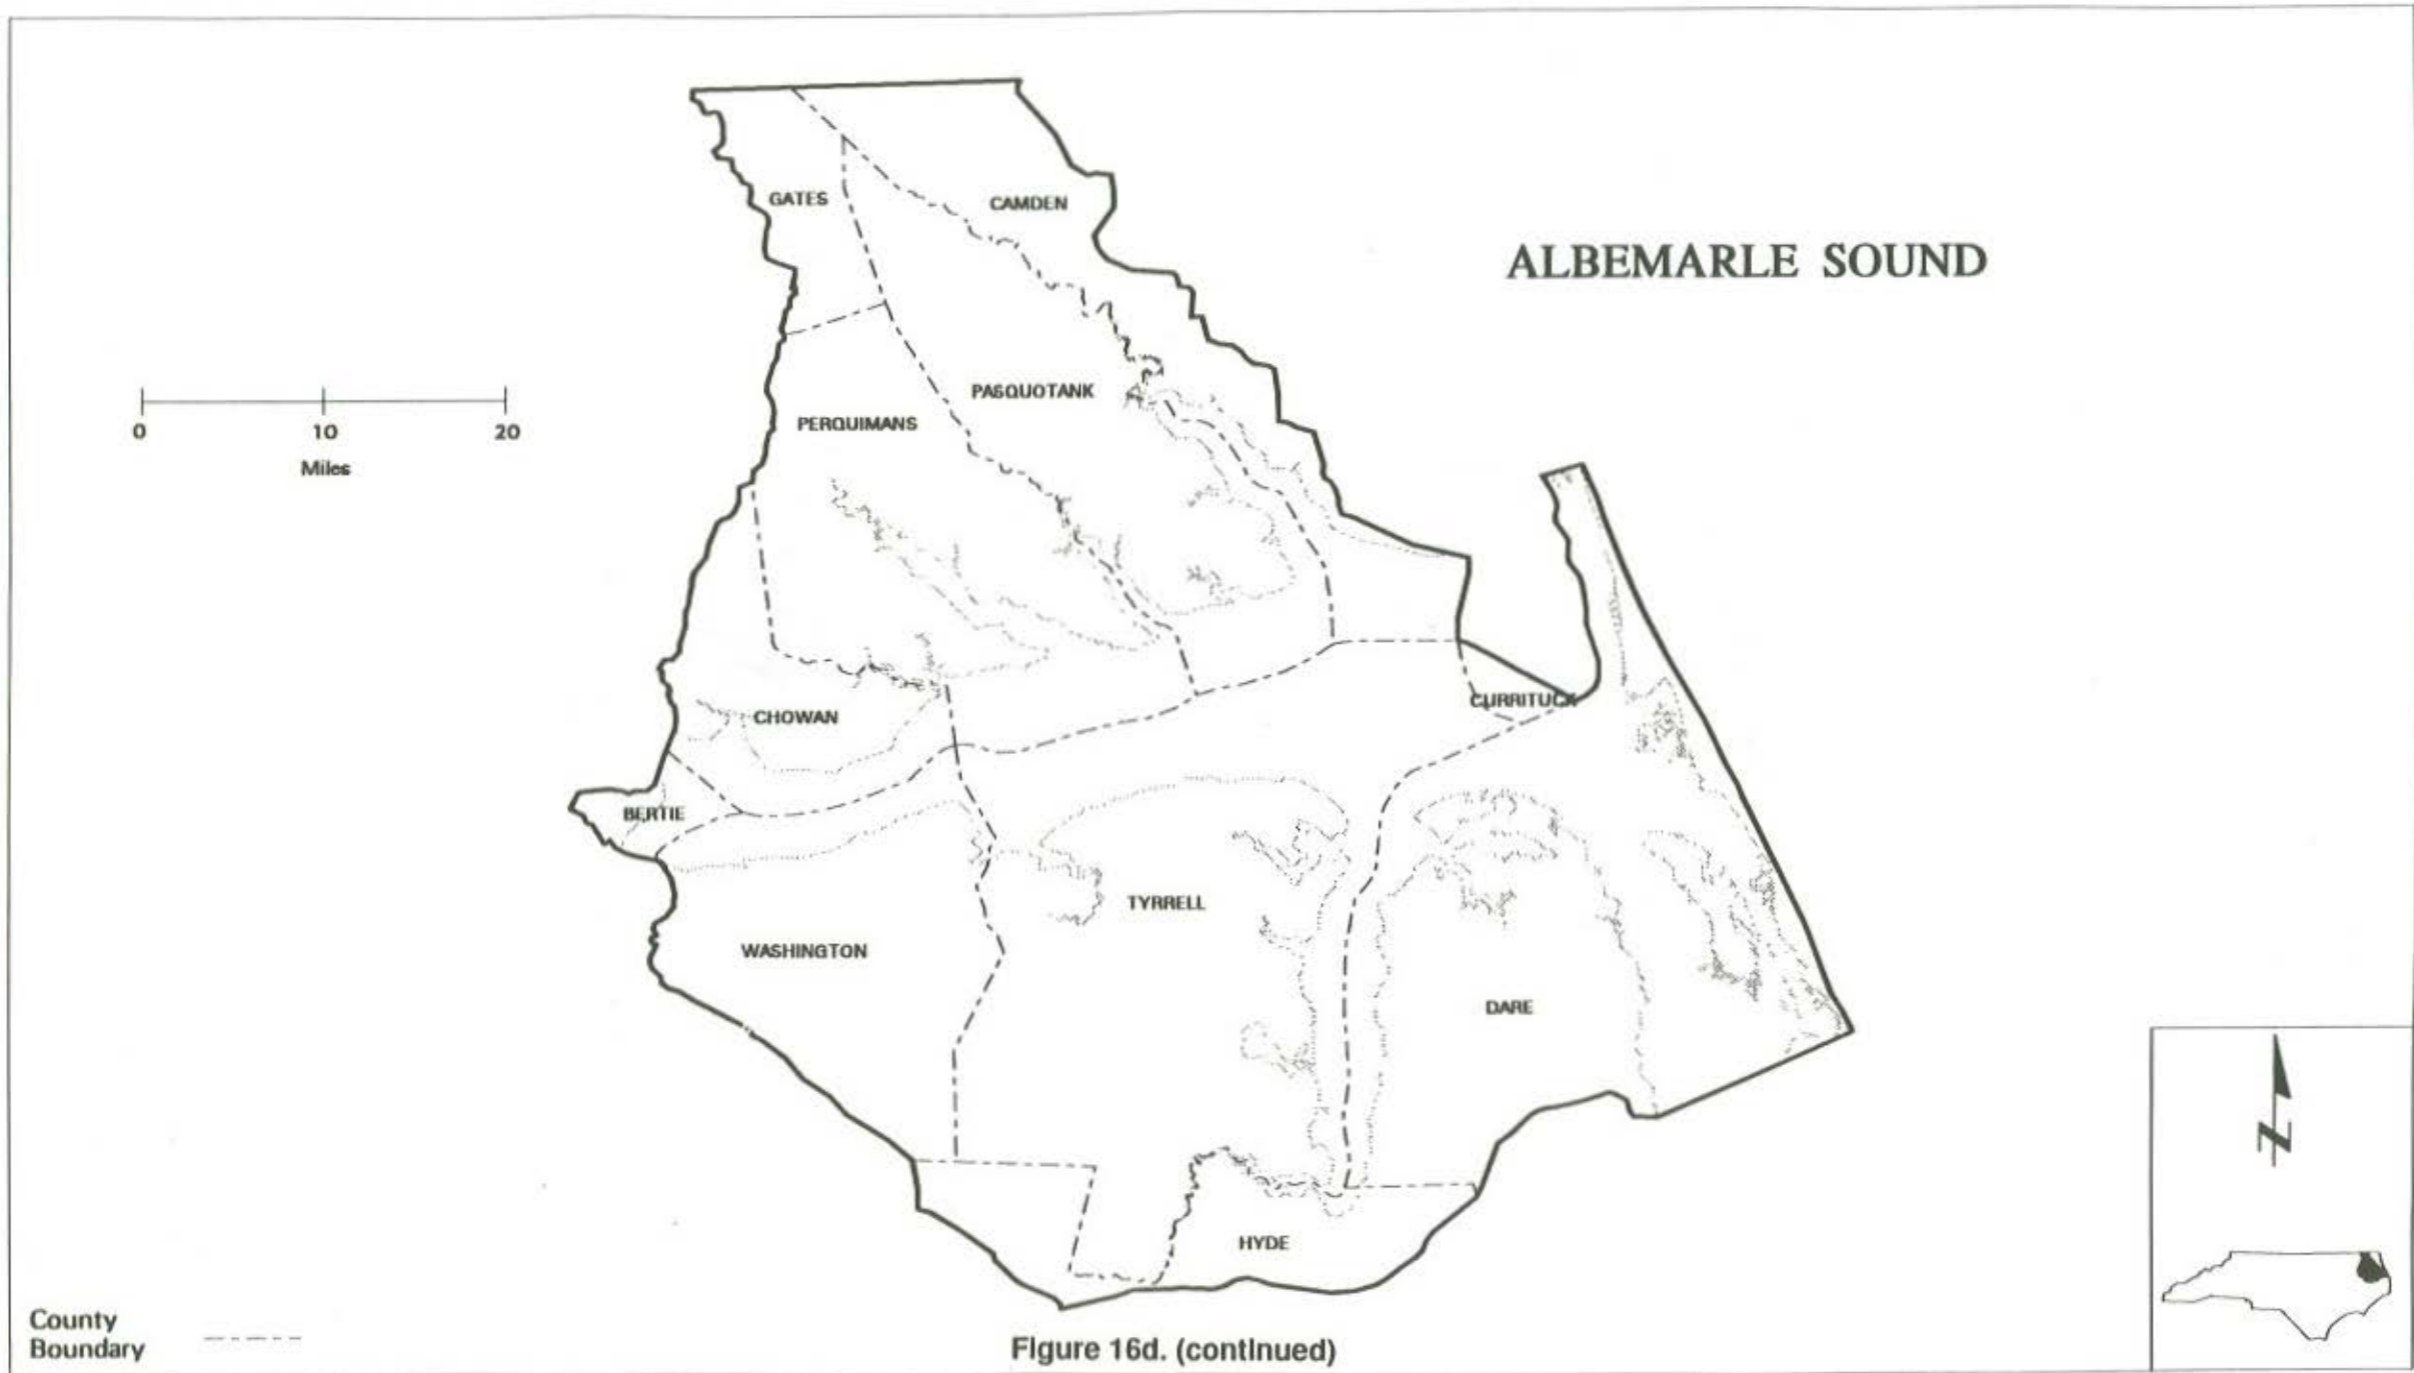 GATES
CAMDEN
ALBEMARLE SOUND
PASQUOTANK
PERQUIMANS
0 10 20
Miles
CURRITUCK
CHOWAN
BERTIE
TYRRELL
WASHINGTON
DARE
N
HYDE
County
Boundary
Figure 16d. (continued)